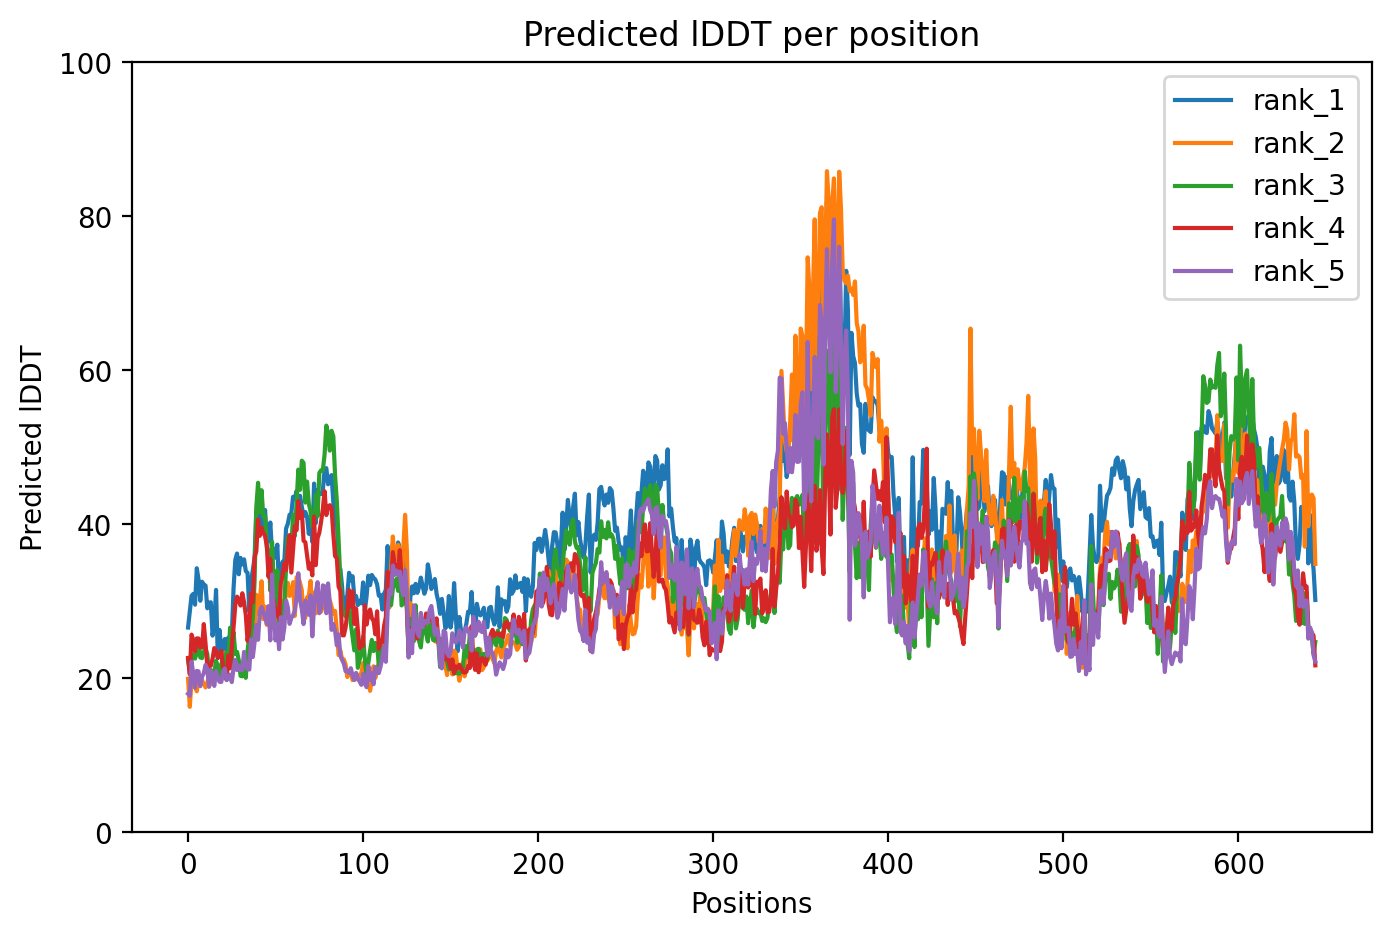 Predicted lDDT per position
100
80
60
40
20
0
Predicted lDDT
0 100 200 300 400 500 600
Positions
rank_1
rank_2
rank_3
rank_4
rank_5